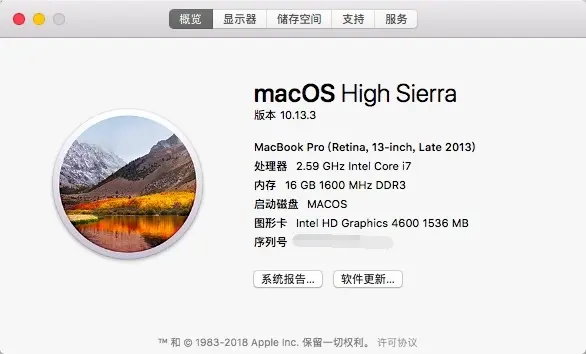 概览 显示器 储存空间 支持 服务
macOS High Sierra
版本 10.13.3
MacBook Pro (Retina, 13-inch, Late 2013)
处理器 2.59 GHz Intel Core i7
内存 16 GB 1600 MHz DDR3
启动磁盘 MACOS
图形卡 Intel HD Graphics 4600 1536 MB
序列号
系统报告... 软件更新...
™ 和 © 1983-2018 Apple Inc. 保留一切权利。 许可协议